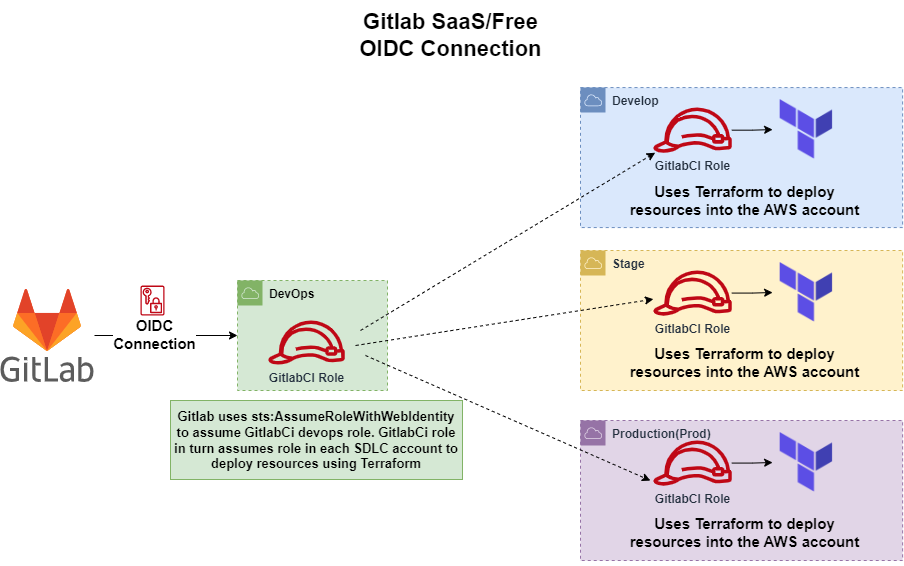 Gitlab SaaS/Free
OIDC Connection
Develop
GitlabCI Role
Uses Terraform to deploy
resources into the AWS account
Stage
GitlabCI Role
Uses Terraform to deploy
resources into the AWS account
GitLab
OIDC
Connection
DevOps
GitlabCI Role
Gitlab uses sts:AssumeRoleWithWebIdentity
to assume GitlabCi devops role. GitlabCi role
in turn assumes role in each SDLC account to
deploy resources using Terraform
Production(Prod)
GitlabCI Role
Uses Terraform to deploy
resources into the AWS account